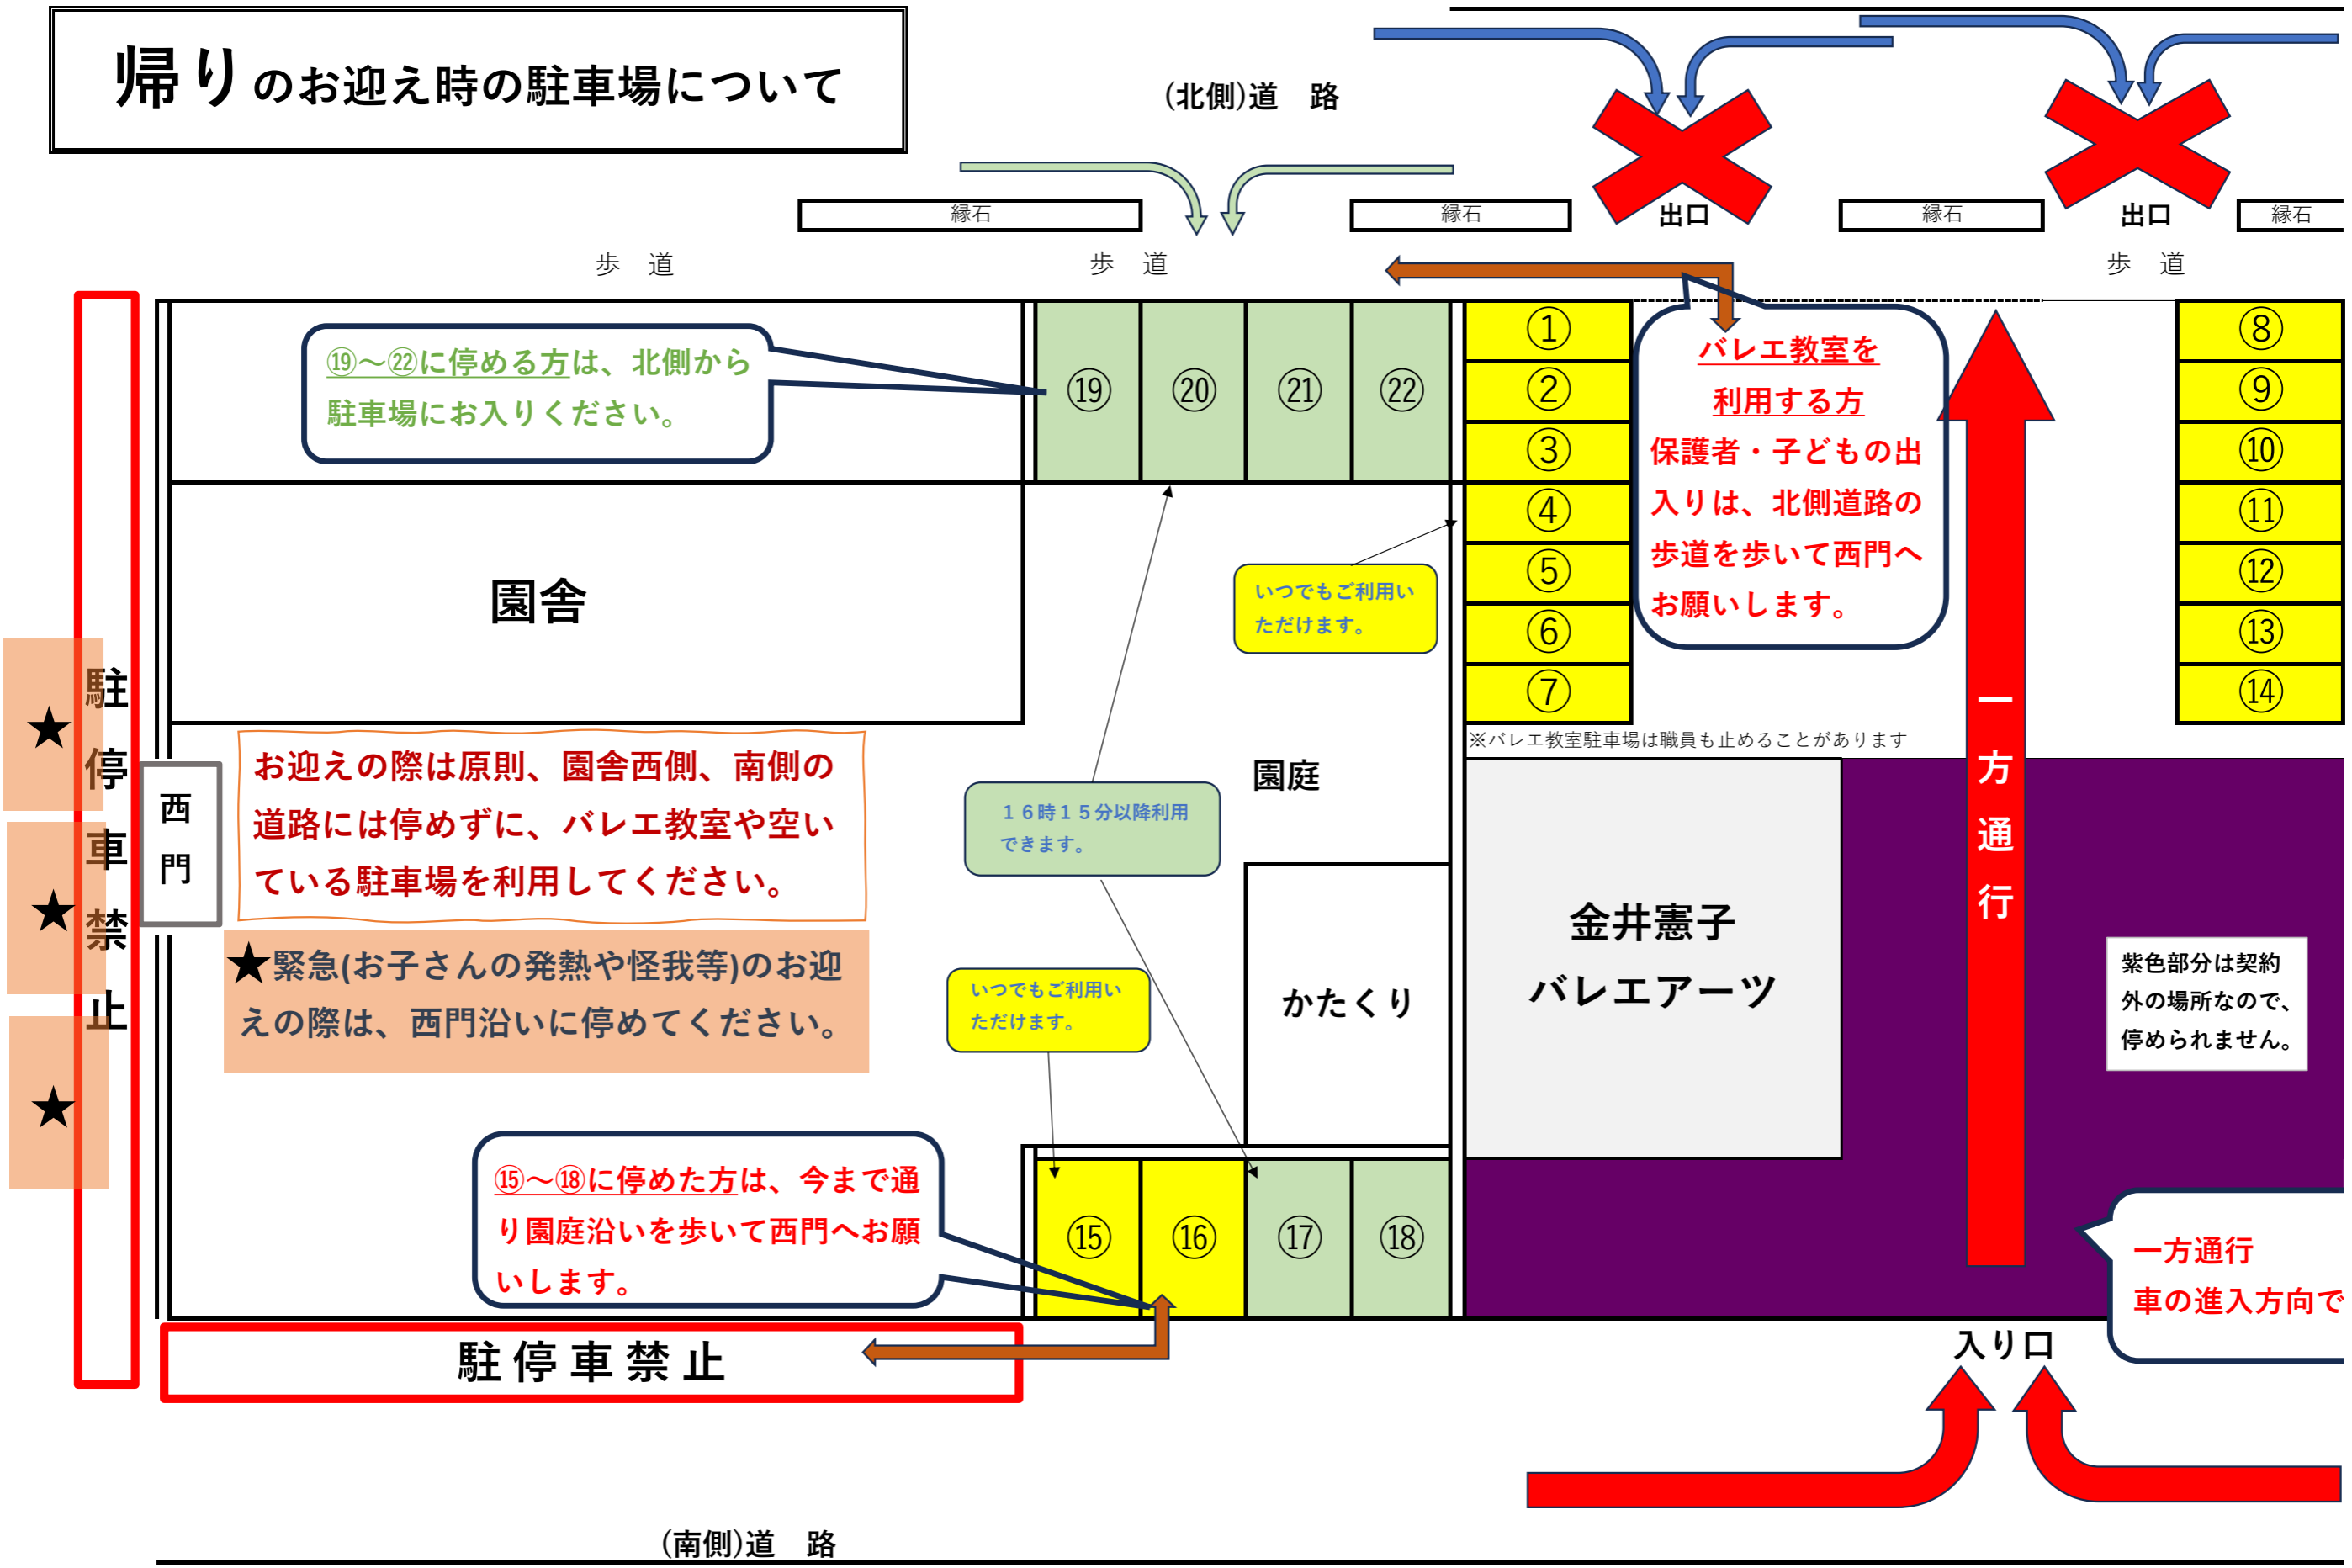 帰りのお迎え時の駐車場について
(北側)道　路
縁石
縁石
出口
縁石
出口
縁石
歩　道
歩　道
歩　道
⑲～㉒に停める方は、北側から
駐車場にお入りください。
⑲
⑳
㉑
㉒
①
②
③
④
⑤
⑥
⑦
バレエ教室を
利用する方
保護者・子どもの出
入りは、北側道路の
歩道を歩いて西門へ
お願いします。
⑧
⑨
⑩
⑪
⑫
⑬
⑭
園舎
いつでもご利用い
ただけます。
※バレエ教室駐車場は職員も止めることがあります
一方通行
駐停車禁止
★
★
★
西門
お迎えの際は原則、園舎西側、南側の
道路には停めずに、バレエ教室や空い
ている駐車場を利用してください。
★緊急(お子さんの発熱や怪我等)のお迎
えの際は、西門沿いに停めてください。
園庭
１６時１５分以降利用
できます。
かたくり
金井憲子
バレエアーツ
紫色部分は契約
外の場所なので、
停められません。
いつでもご利用い
ただけます。
⑮～⑱に停めた方は、今まで通
り園庭沿いを歩いて西門へお願
いします。
⑮
⑯
⑰
⑱
一方通行
車の進入方向で
駐停車禁止
入り口
(南側)道　路